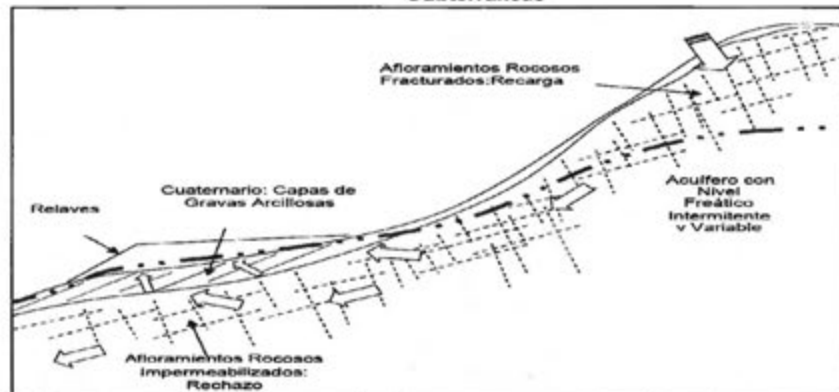 Afloramientos Rocosos
Fracturados:Recarga
Cuaternario: Capas de
Gravas Arcillosas
Relaves
Acuífero con
Nivel
Freático
Intermitente
y Variable
Afloramientos Rocosos
Impermeabilizados:
Rechazo